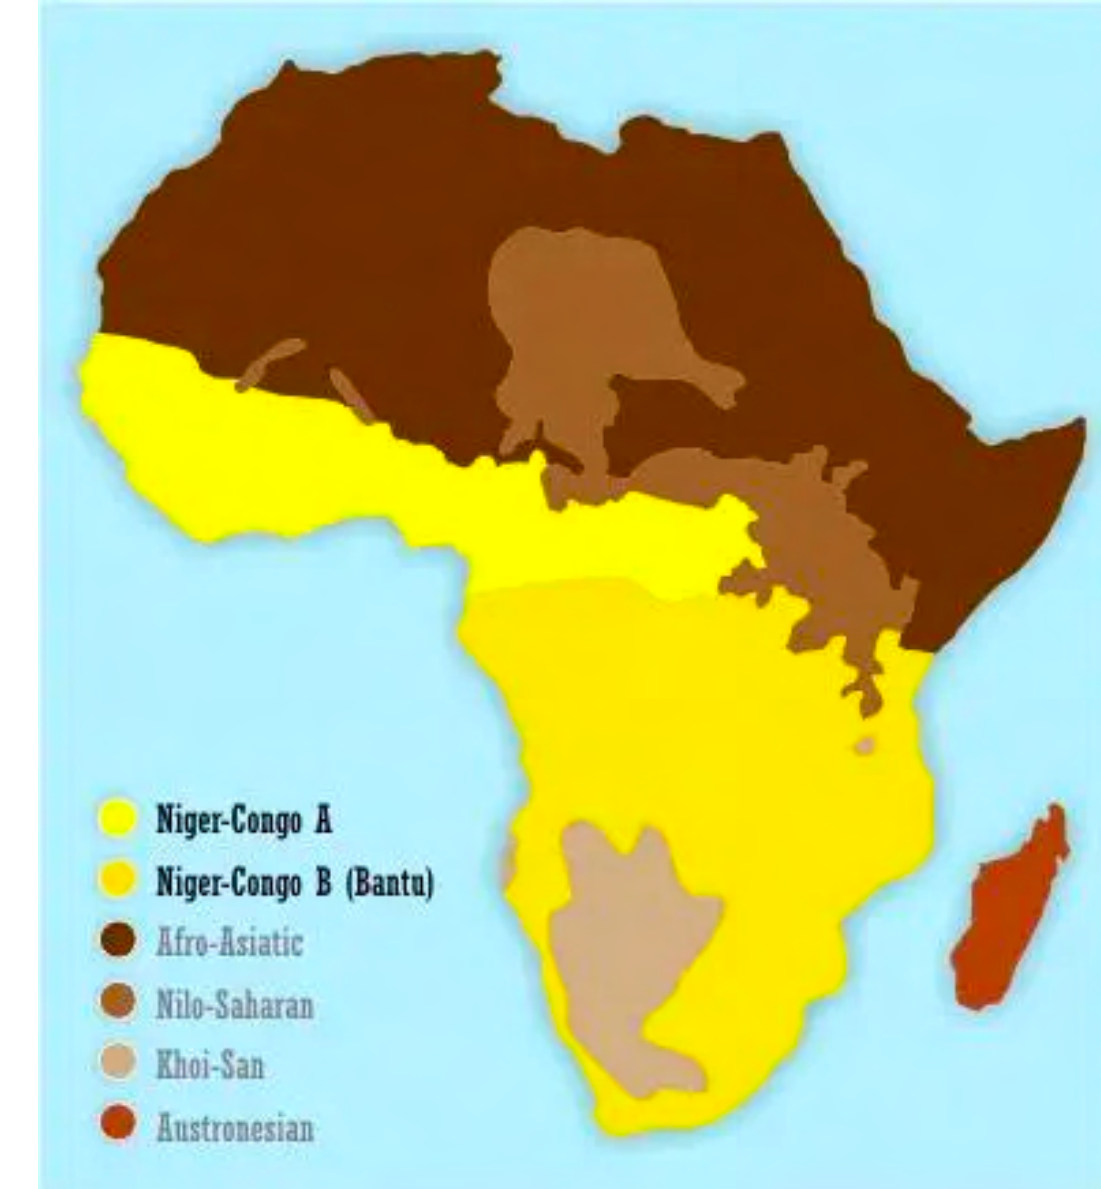 Niger-Congo A
Niger-Congo B (Bantu)
Afro-Asiatic
Nilo-Saharan
Khoi-San
Austronesian